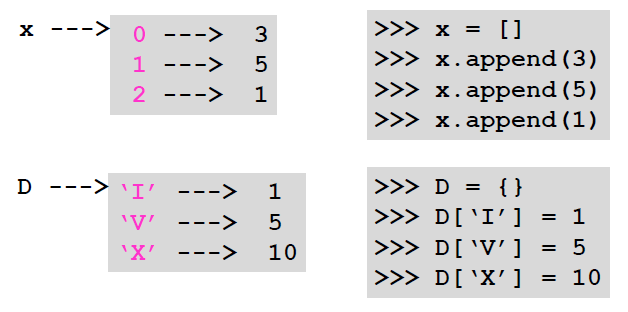 x ---> 0 ---> 3
1 ---> 5
2 ---> 1
>>> x = []
>>> x.append(3)
>>> x.append(5)
>>> x.append(1)
D ---> ‘I’ ---> 1
‘V’ ---> 5
‘X’ ---> 10
>>> D = {}
>>> D[‘I’] = 1
>>> D[‘V’] = 5
>>> D[‘X’] = 10